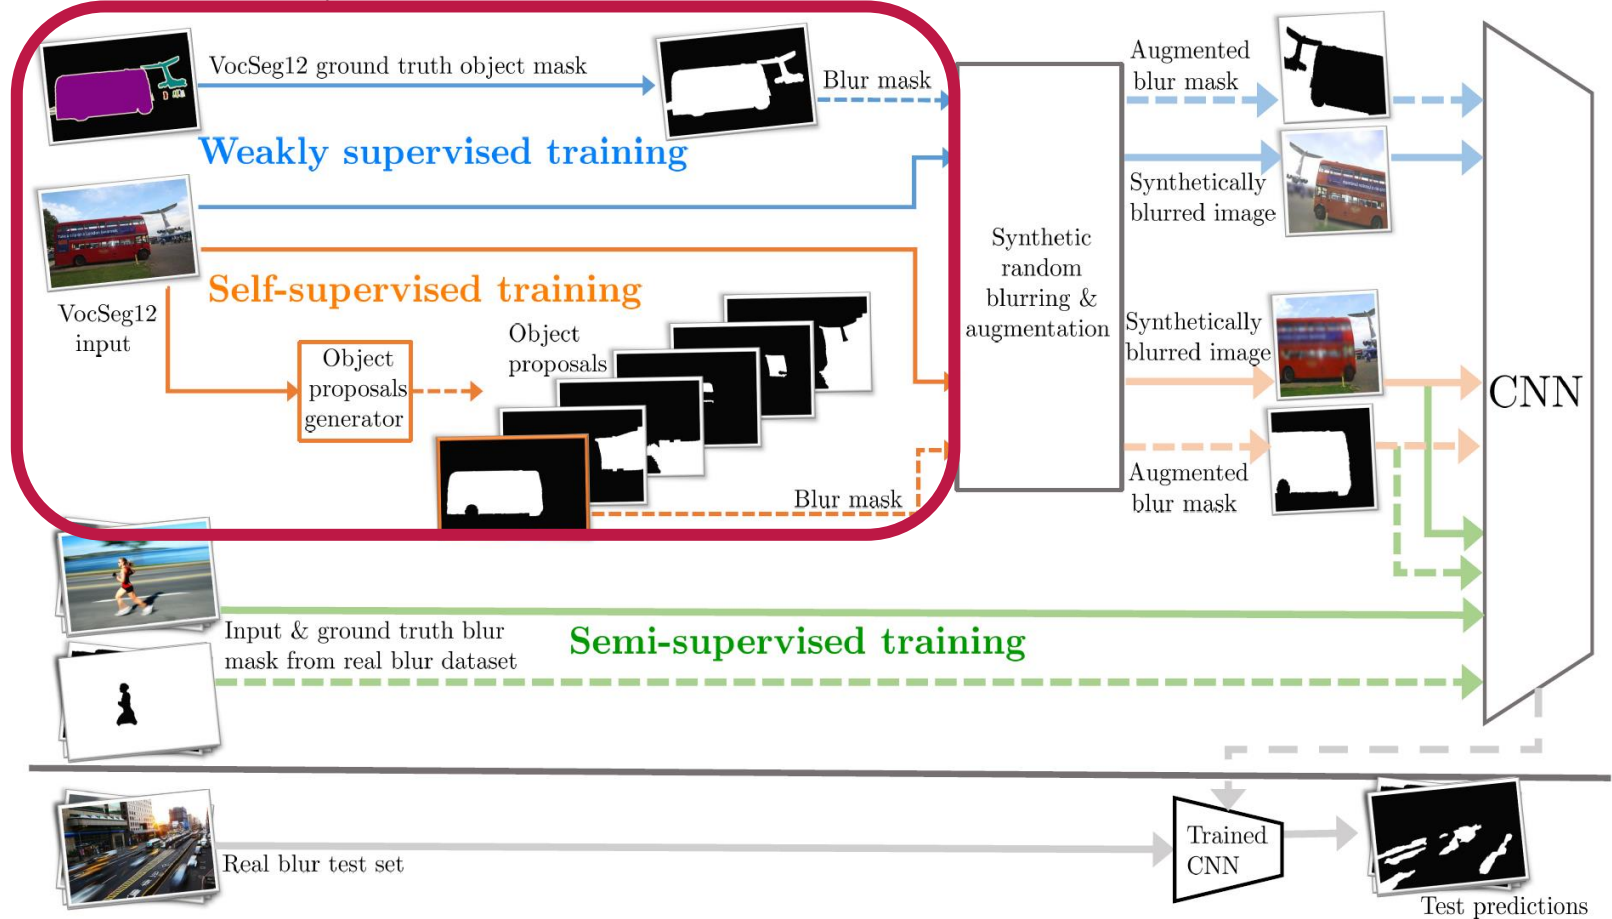 VocSeg12 ground truth object mask
Blur mask
Weakly supervised training
VocSeg12
input
Self-supervised training
Object
proposals
generator
Object
proposals
Blur mask
Synthetic
random
blurring &
augmentation
Augmented
blur mask
Synthetically
blurred image
Synthetically
blurred image
Augmented
blur mask
CNN
Input & ground truth blur
mask from real blur dataset
Semi-supervised training
Real blur test set
Trained
CNN
Test predictions